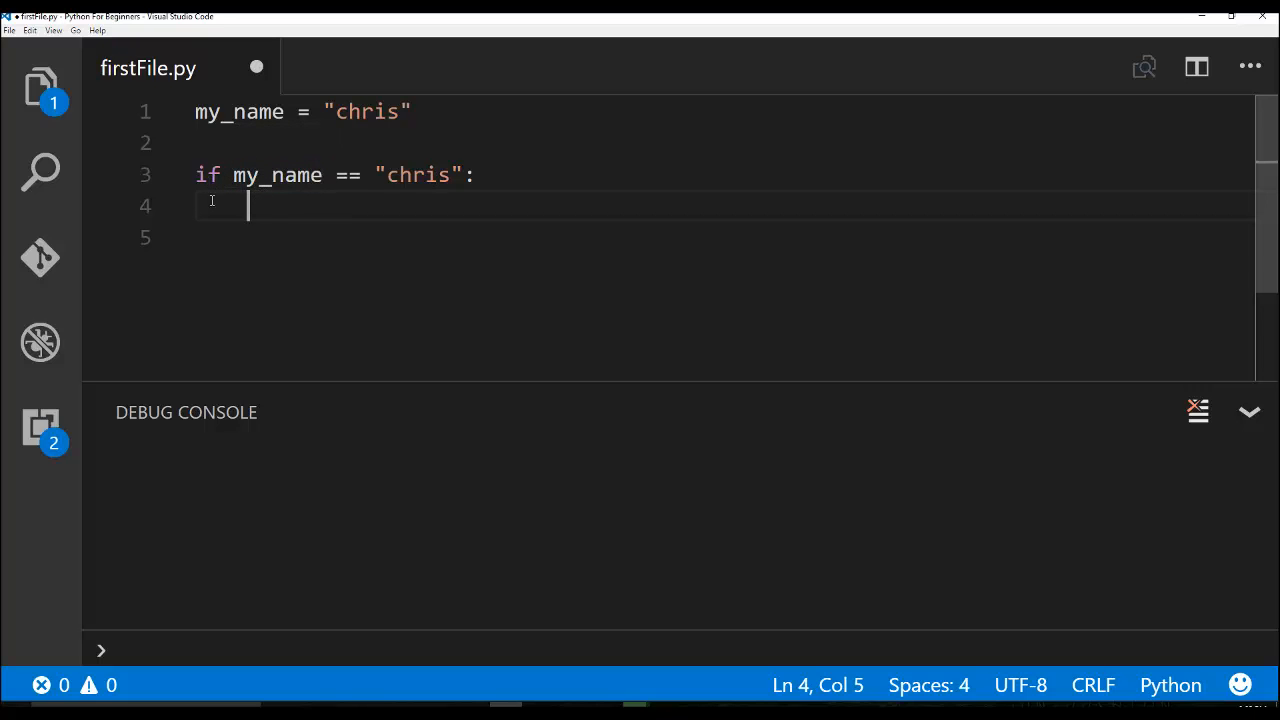 firstFile.py - Python For Beginners - Visual Studio Code
File Edit View Go Help
firstFile.py
1 my_name = "chris"
2
3 if my_name == "chris":
4
5
1
2
DEBUG CONSOLE
0 0 Ln 4, Col 5 Spaces: 4 UTF-8 CRLF Python